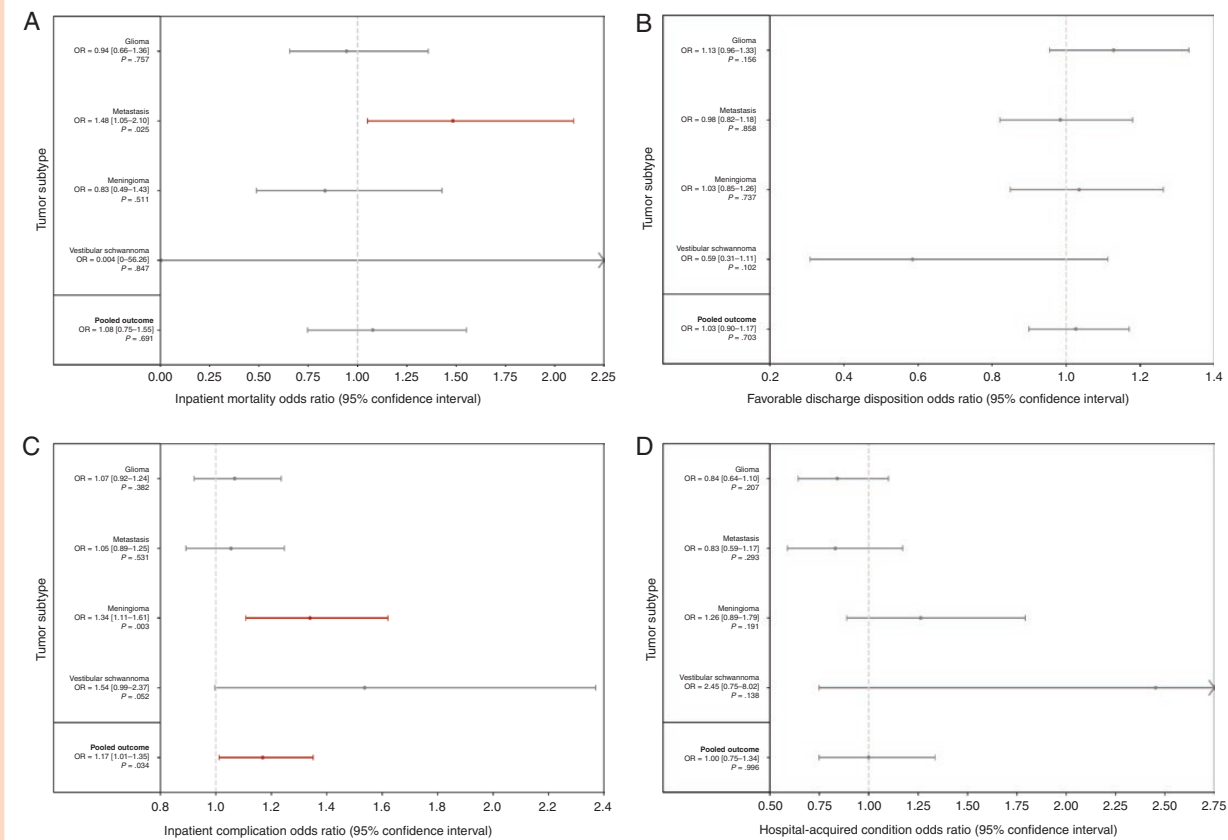 A
Tumor subtype
Glioma
OR = 0.94 [0.66–1.36]
P = .757
Metastasis
OR = 1.48 [1.05–2.10]
P = .025
Meningioma
OR = 0.83 [0.49–1.43]
P = .511
Vestibular schwannoma
OR = 0.004 [0–56.26]
P = .847
Pooled outcome
OR = 1.08 [0.75–1.55]
P = .691
0.00 0.25 0.50 0.75 1.00 1.25 1.50 1.75 2.00 2.25
Inpatient mortality odds ratio (95% confidence interval)
B
Tumor subtype
Glioma
OR = 1.13 [0.96–1.33]
P = .156
Metastasis
OR = 0.98 [0.82–1.18]
P = .858
Meningioma
OR = 1.03 [0.85–1.26]
P = .737
Vestibular schwannoma
OR = 0.59 [0.31–1.11]
P = .102
Pooled outcome
OR = 1.03 [0.90–1.17]
P = .703
0.2 0.4 0.6 0.8 1.0 1.2 1.4
Favorable discharge disposition odds ratio (95% confidence interval)
C
Tumor subtype
Glioma
OR = 1.07 [0.92–1.24]
P = .382
Metastasis
OR = 1.05 [0.89–1.25]
P = .531
Meningioma
OR = 1.34 [1.11–1.61]
P = .003
Vestibular schwannoma
OR = 1.54 [0.99–2.37]
P = .052
Pooled outcome
OR = 1.17 [1.01–1.35]
P = .034
0.8 1.0 1.2 1.4 1.6 1.8 2.0 2.2 2.4
Inpatient complication odds ratio (95% confidence interval)
D
Tumor subtype
Glioma
OR = 0.84 [0.64–1.10]
P = .207
Metastasis
OR = 0.83 [0.59–1.17]
P = .293
Meningioma
OR = 1.26 [0.89–1.79]
P = .191
Vestibular schwannoma
OR = 2.45 [0.75–8.02]
P = .138
Pooled outcome
OR = 1.00 [0.75–1.34]
P = .996
0.50 0.75 1.00 1.25 1.50 1.75 2.00 2.25 2.50 2.75
Hospital-acquired condition odds ratio (95% confidence interval)